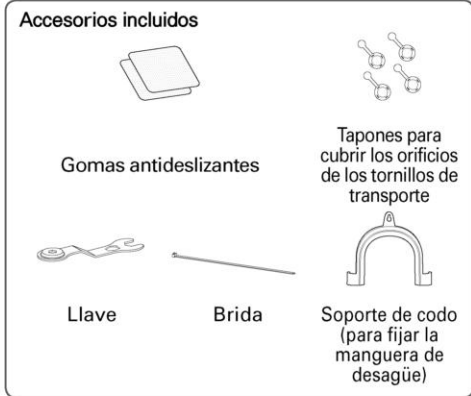 Accesorios incluidos
Gomas antideslizantes
Tapones para
cubrir los orificios
de los tornillos de
transporte
Llave
Brida
Soporte de codo
(para fijar la
manguera de
desagüe)